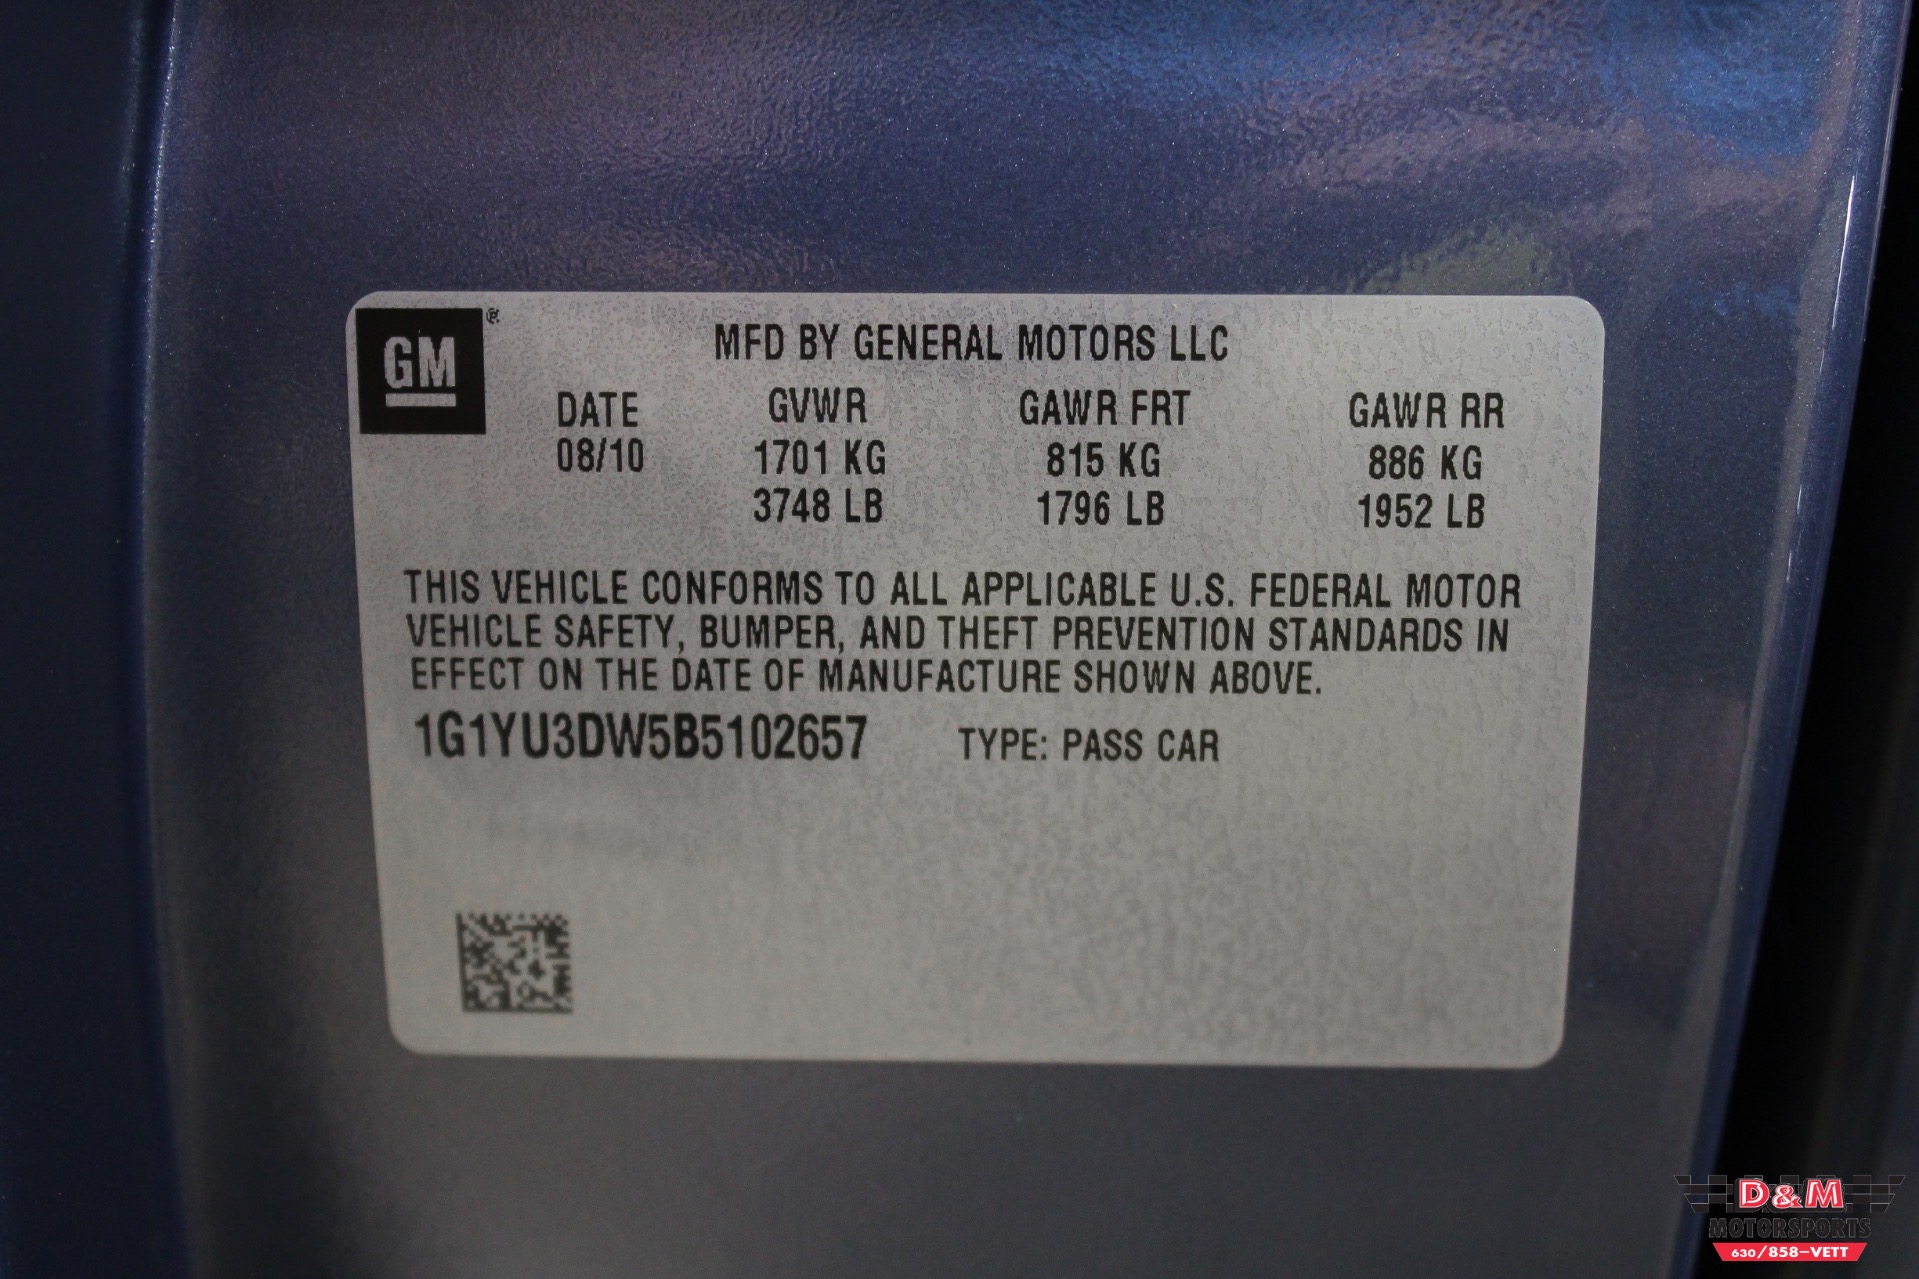 GM
MFD BY GENERAL MOTORS LLC
DATE GVWR GAWR FRT GAWR RR
08/10 1701 KG 815 KG 886 KG
3748 LB 1796 LB 1952 LB
THIS VEHICLE CONFORMS TO ALL APPLICABLE U.S. FEDERAL MOTOR
VEHICLE SAFETY, BUMPER, AND THEFT PREVENTION STANDARDS IN
EFFECT ON THE DATE OF MANUFACTURE SHOWN ABOVE.
1G1YU3DW5B5102657 TYPE: PASS CAR
D&M
MOTORSPORTS
630/858-VETT